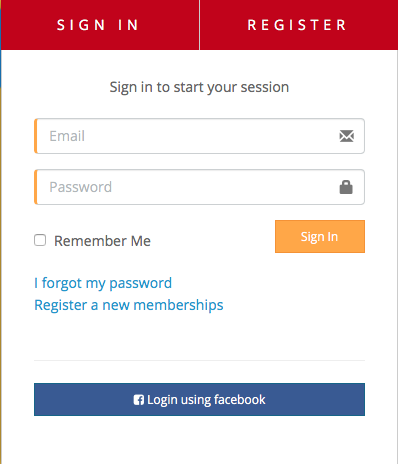 SIGN IN REGISTER
Sign in to start your session
Email
Password
Remember Me Sign In
I forgot my password
Register a new memberships
Login using facebook